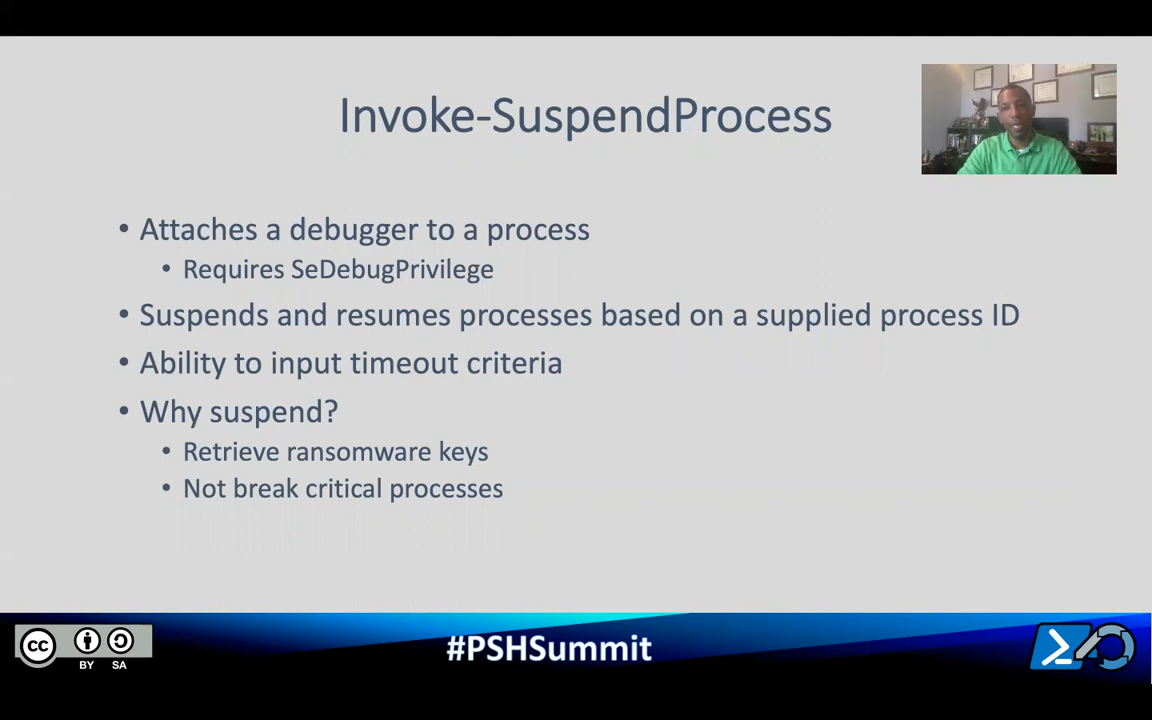 Invoke-SuspendProcess
• Attaches a debugger to a process
• Requires SeDebugPrivilege
• Suspends and resumes processes based on a supplied process ID
• Ability to input timeout criteria
• Why suspend?
• Retrieve ransomware keys
• Not break critical processes
cc
BY SA
#PSHSummit